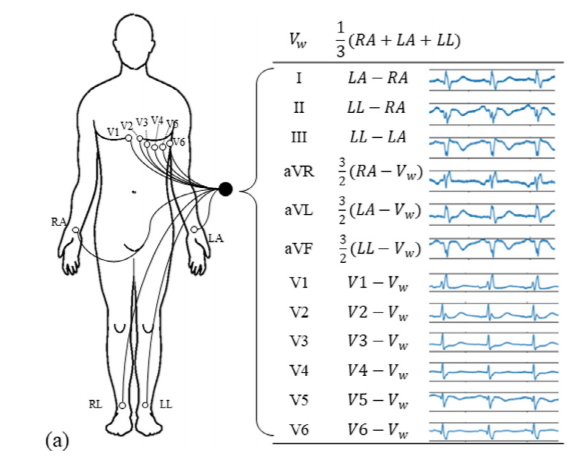 V_w 1/3 (RA + LA + LL)
I LA − RA
II LL − RA
III LL − LA
aVR 3/2 (RA − V_w)
aVL 3/2 (LA − V_w)
aVF 3/2 (LL − V_w)
V1 V1 − V_w
V2 V2 − V_w
V3 V3 − V_w
V4 V4 − V_w
V5 V5 − V_w
V6 V6 − V_w
V1 V2 V3 V4 V5
V6
RA
LA
RL LL
(a)